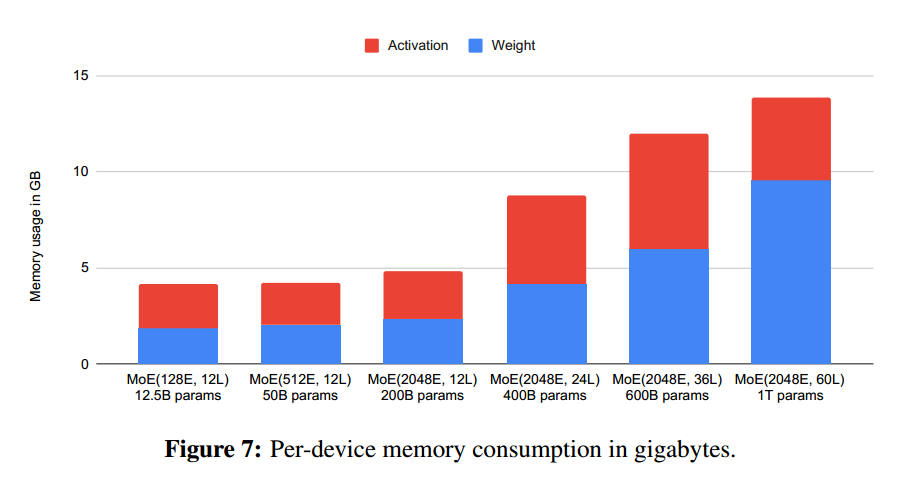 Activation Weight
15
10
5
0
Memory usage in GB
MoE(128E, 12L) MoE(512E, 12L) MoE(2048E, 12L) MoE(2048E, 24L) MoE(2048E, 36L) MoE(2048E, 60L)
12.5B params 50B params 200B params 400B params 600B params 1T params
Figure 7: Per-device memory consumption in gigabytes.